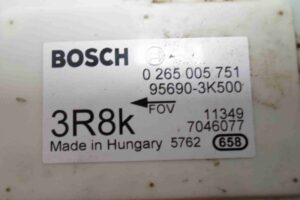 BOSCH
0 265 005 751
95690-3K500
FOV
3R8k
11349
7046077
Made in Hungary 5762 658